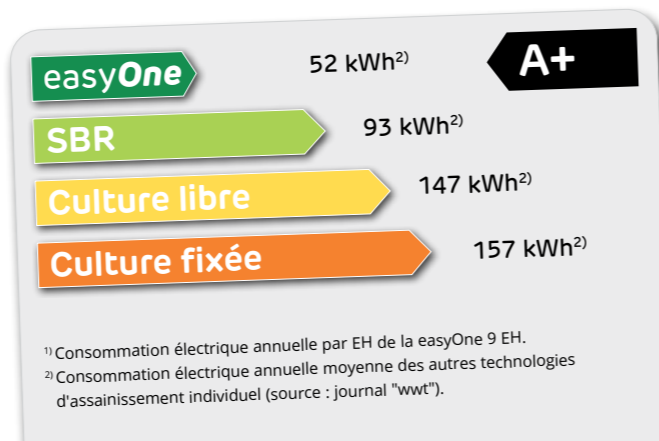 easyOne 52 kWh²⁾ A+
SBR 93 kWh²⁾
Culture libre 147 kWh²⁾
Culture fixée 157 kWh²⁾
¹⁾ Consommation électrique annuelle par EH de la easyOne 9 EH.
²⁾ Consommation électrique annuelle moyenne des autres technologies
d'assainissement individuel (source : journal "wwt").